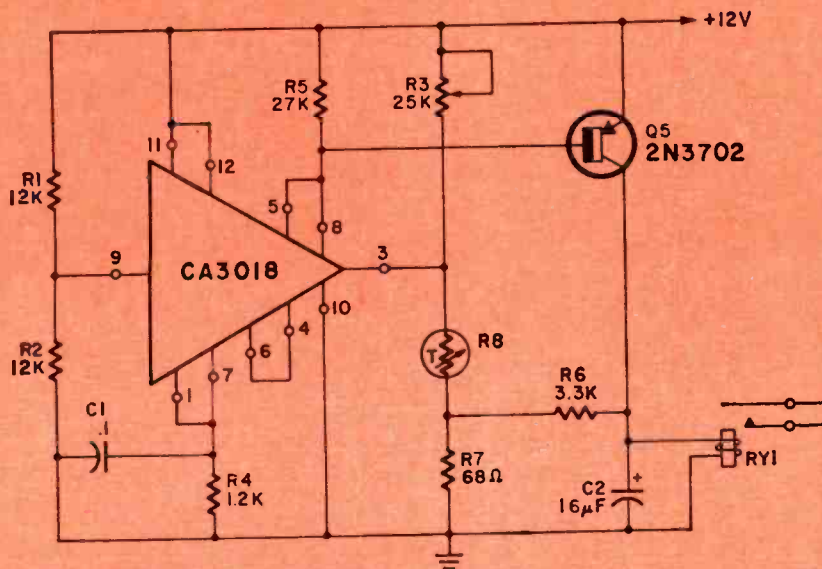 +12V
R5
27K
R3
25K
Q5
2N3702
11
12
R1
12K
5
8
9
CA3018
3
10
R2
12K
4
6
R8
T
7
1
R6
3.3K
C1
.1
R4
1.2K
R7
68Ω
C2
16µF
+
RY1